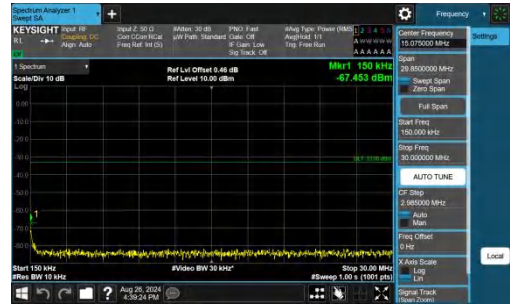 Spectrum Analyzer 1
Swept SA
+
Frequency
KEYSIGHT
Input: RF
Coupling: DC
Align: Auto
Input Z: 50 Ω
Corr CCorr RCal
Freq Ref: Int (S)
#Atten: 30 dB
µW Path: Standard
PNO: Fast
Gate: Off
IF Gain: Low
Sig Track: Off
#Avg Type: Power (RMS)
Avg|Hold: 1/1
Trig: Free Run
1 2 3 4 5 6
A W W W W W
A A A A A A
1 Spectrum
Scale/Div 10 dB
Log
Ref Lvl Offset 0.46 dB
Ref Level 10.00 dBm
Mkr1 150 kHz
-67.453 dBm
0.00
-10.0
-20.0
-30.0
-40.0
-50.0
-60.0
-70.0
-80.0
1
Start 150 kHz
#Res BW 10 kHz
#Video BW 30 kHz*
Stop 30.00 MHz
#Sweep 1.00 s (1001 pts)
Center Frequency
15.075000 MHz
Settings
Span
29.8500000 MHz
Swept Span
Zero Span
Full Span
Start Freq
150.000 kHz
Stop Freq
30.000000 MHz
AUTO TUNE
CF Step
2.985000 MHz
Auto
Man
Freq Offset
0 Hz
X Axis Scale
Log
Lin
Signal Track
(Span Zoom)
Local
Aug 26, 2024
4:39:24 PM